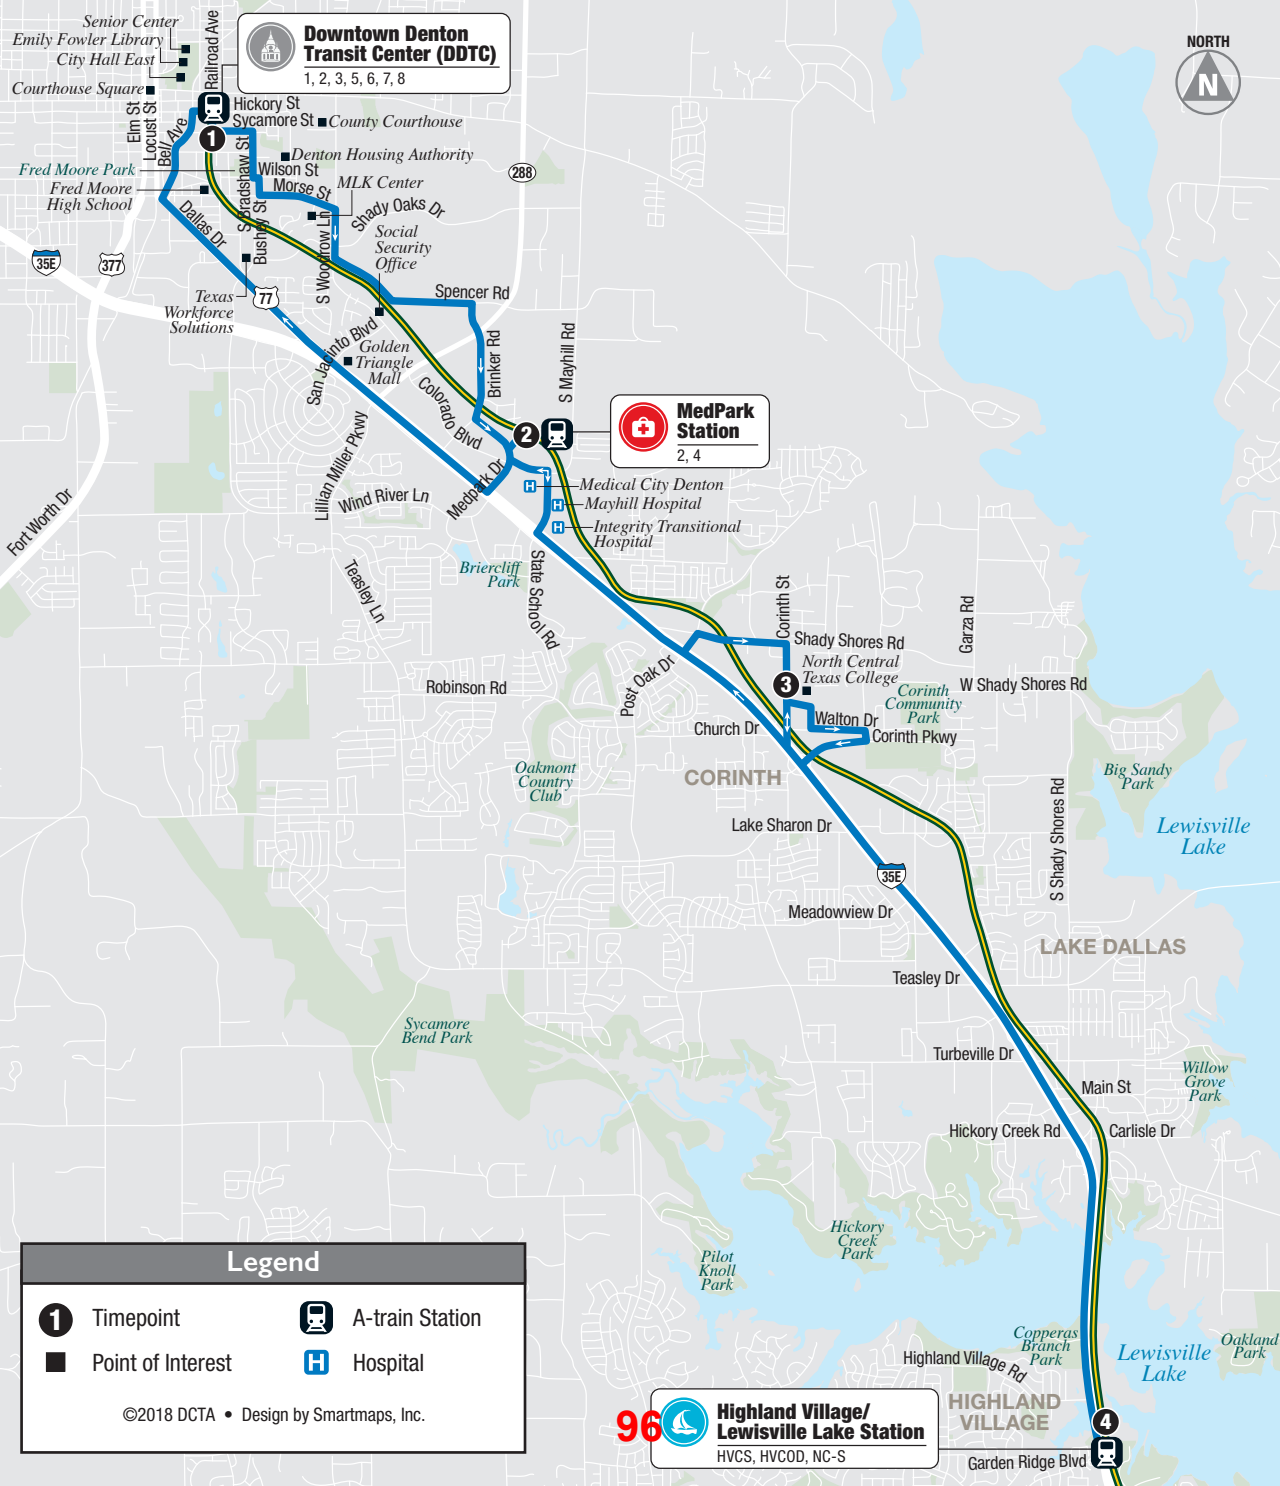 Senior Center
Emily Fowler Library
City Hall East
Courthouse Square
Railroad Ave
Downtown Denton
Transit Center (DDTC)
1, 2, 3, 5, 6, 7, 8
NORTH
N
Elm St
Locust St
Bell Ave
Hickory St
Sycamore St
County Courthouse
1
Denton Housing Authority
288
Fred Moore Park
Wilson St
Fred Moore
High School
Morse St
MLK Center
S Bradshaw St
Bushey St
Dallas Dr
S Woodrow Ln
Shady Oaks Dr
Social
Security
Office
35E
377
77
Texas
Workforce
Solutions
Spencer Rd
San Jacinto Blvd
Golden
Triangle
Mall
Brinker Rd
S Mayhill Rd
Colorado Blvd
2
MedPark
Station
2, 4
Lillian Miller Pkwy
Wind River Ln
Medpark Dr
H Medical City Denton
H Mayhill Hospital
H Integrity Transitional
Hospital
Fort Worth Dr
Briercliff
Park
Teasley Ln
State School Rd
Corinth St
Shady Shores Rd
Garza Rd
North Central
Texas College
3
Post Oak Dr
Robinson Rd
W Shady Shores Rd
Corinth
Community
Park
Walton Dr
Corinth Pkwy
Church Dr
CORINTH
Oakmont
Country
Club
Big Sandy
Park
Lake Sharon Dr
Lewisville
Lake
S Shady Shores Rd
35E
Meadowview Dr
LAKE DALLAS
Teasley Dr
Sycamore
Bend Park
Turbeville Dr
Willow
Grove
Park
Main St
Hickory Creek Rd
Carlisle Dr
Hickory
Creek
Park
Pilot
Knoll
Park
Copperas
Branch
Park
Lewisville
Lake
Oakland
Park
Highland Village Rd
HIGHLAND
VILLAGE
4
96
Highland Village/
Lewisville Lake Station
HVCS, HVCOD, NC-S
Garden Ridge Blvd
Legend
1 Timepoint
A-train Station
Point of Interest
H Hospital
©2018 DCTA • Design by Smartmaps, Inc.